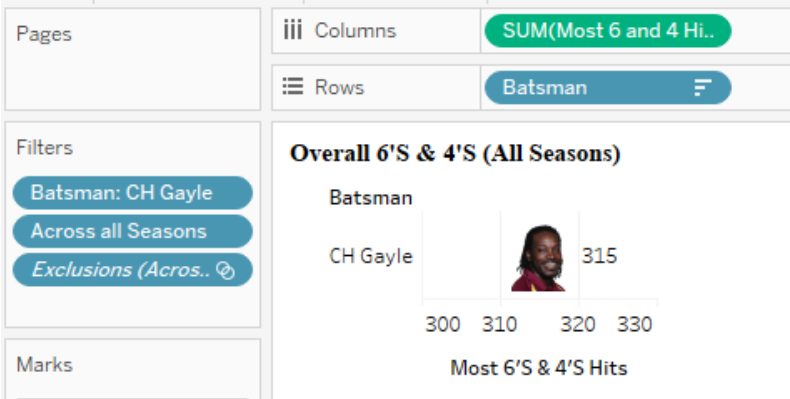 Pages
Columns
SUM(Most 6 and 4 Hi..
Rows
Batsman
Filters
Batsman: CH Gayle
Across all Seasons
Exclusions (Acros..
Overall 6'S & 4'S (All Seasons)
Batsman
CH Gayle
315
300 310 320 330
Most 6'S & 4'S Hits
Marks